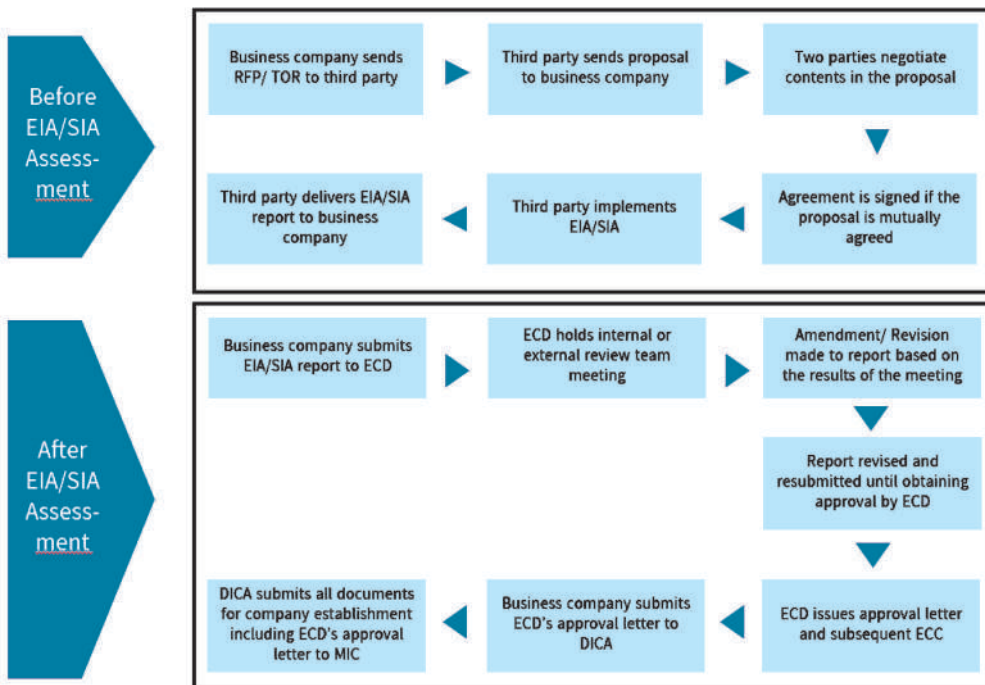 Before
EIA/SIA
Assess-
ment
Business company sends
RFP/ TOR to third party
Third party sends proposal
to business company
Two parties negotiate
contents in the proposal
Agreement is signed if the
proposal is mutually
agreed
Third party implements
EIA/SIA
Third party delivers EIA/SIA
report to business
company
After
EIA/SIA
Assess-
ment
Business company submits
EIA/SIA report to ECD
ECD holds internal or
external review team
meeting
Amendment/ Revision
made to report based on
the results of the meeting
Report revised and
resubmitted until obtaining
approval by ECD
ECD issues approval letter
and subsequent ECC
Business company submits
ECD's approval letter to
DICA
DICA submits all documents
for company establishment
including ECD's approval
letter to MIC